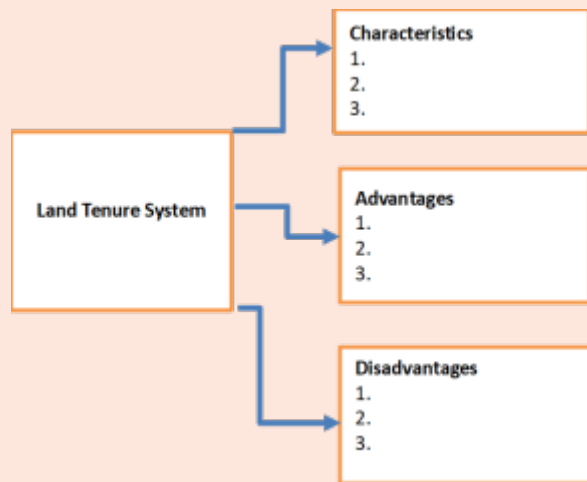 Characteristics
1.
2.
3.
Land Tenure System
Advantages
1.
2.
3.
Disadvantages
1.
2.
3.